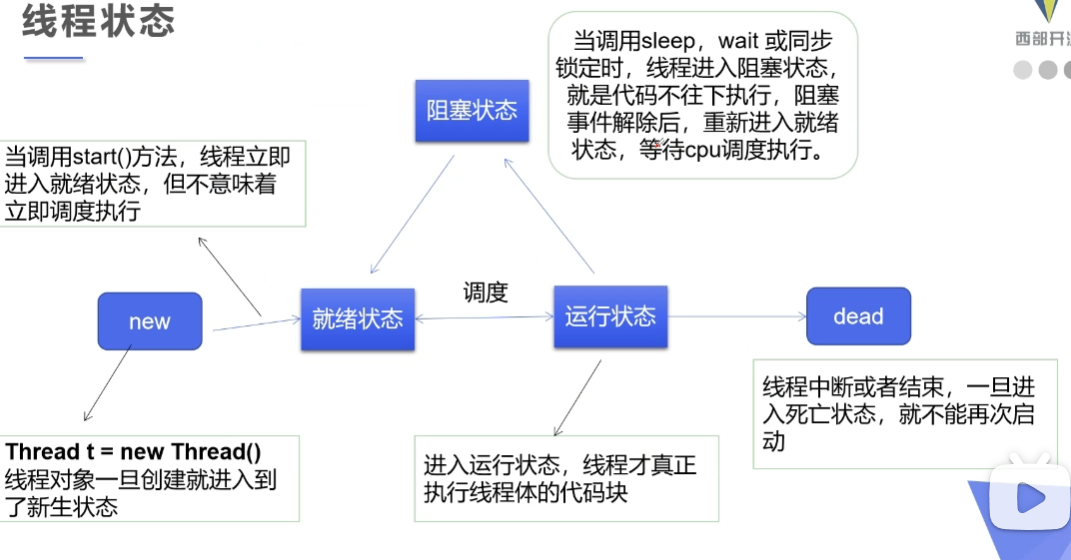 线程状态
西部开
当调用sleep，wait 或同步
锁定时，线程进入阻塞状态，
就是代码不往下执行，阻塞
事件解除后，重新进入就绪
状态，等待cpu调度执行。
阻塞状态
当调用start()方法，线程立即
进入就绪状态，但不意味着
立即调度执行
new
就绪状态
调度
运行状态
dead
Thread t = new Thread()
线程对象一旦创建就进入到
了新生状态
进入运行状态，线程才真正
执行线程体的代码块
线程中断或者结束，一旦进
入死亡状态，就不能再次启
动